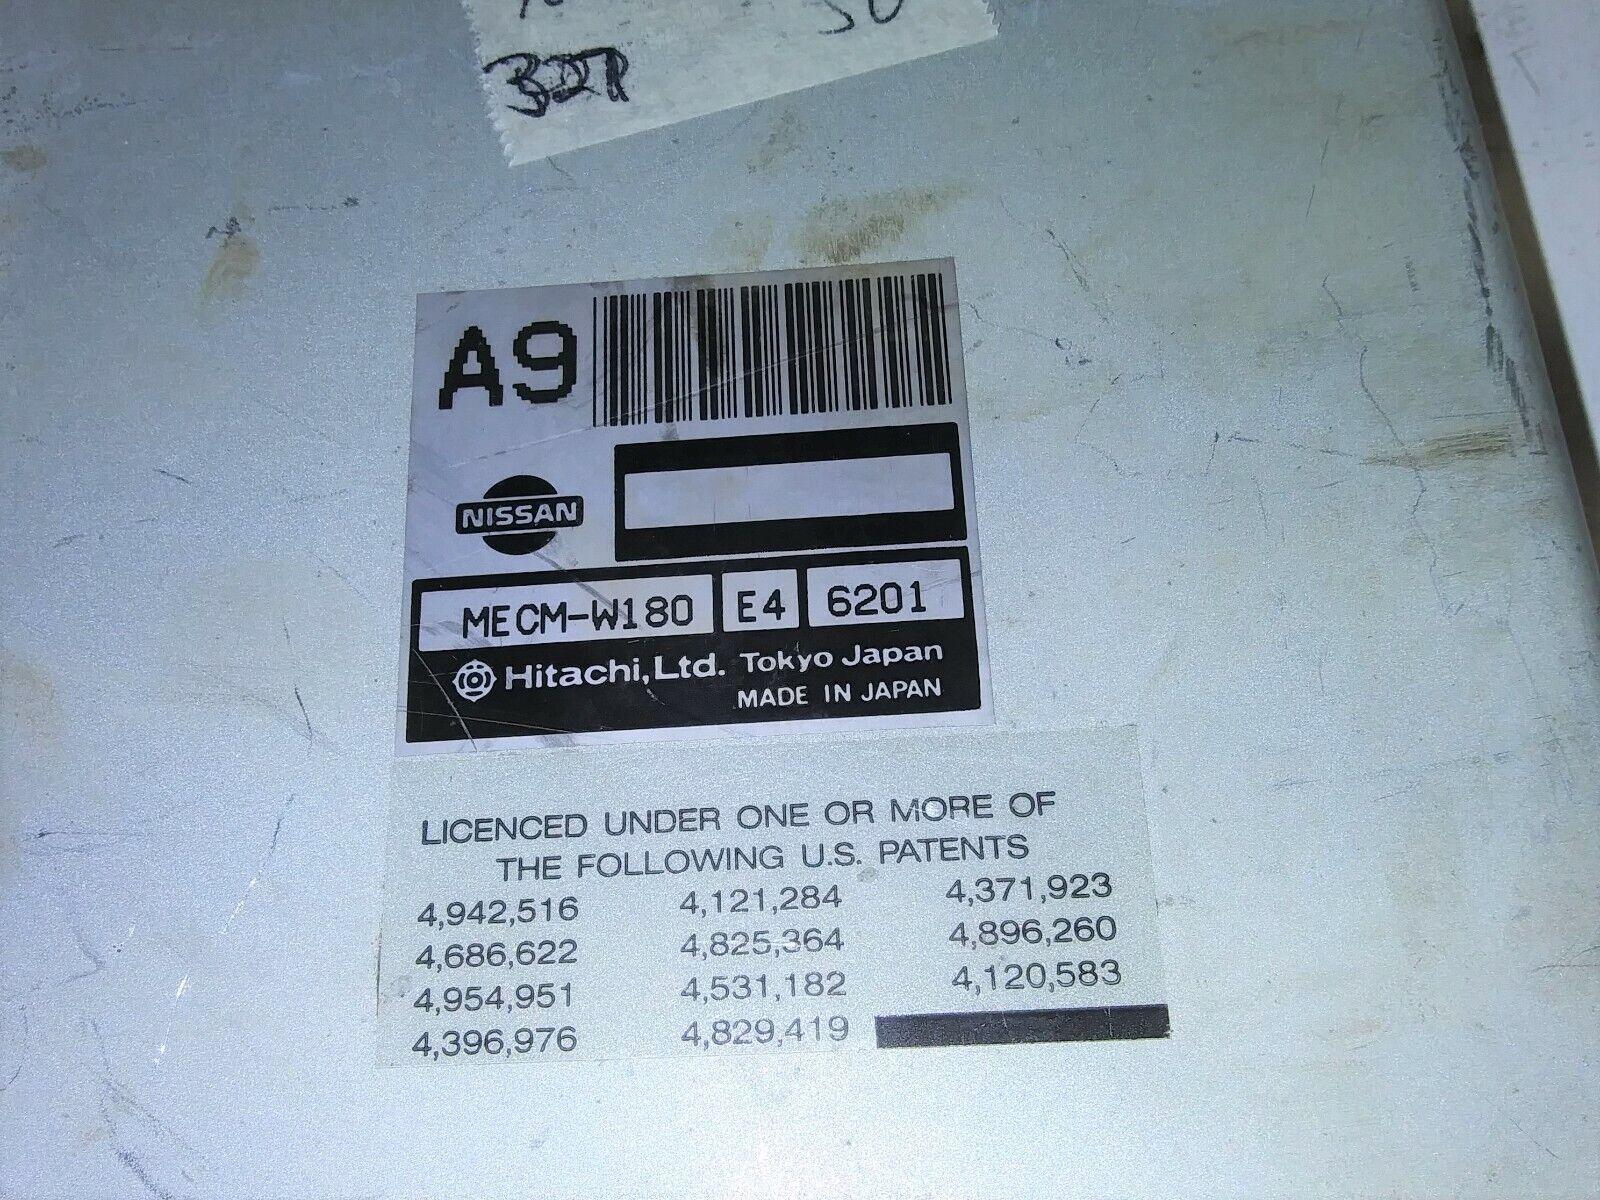 A9
NISSAN
MECM-W180 E4 6201
Hitachi, Ltd. Tokyo Japan
MADE IN JAPAN
LICENCED UNDER ONE OR MORE OF
THE FOLLOWING U.S. PATENTS
4,942,516 4,121,284 4,371,923
4,686,622 4,825,364 4,896,260
4,954,951 4,531,182 4,120,583
4,396,976 4,829,419